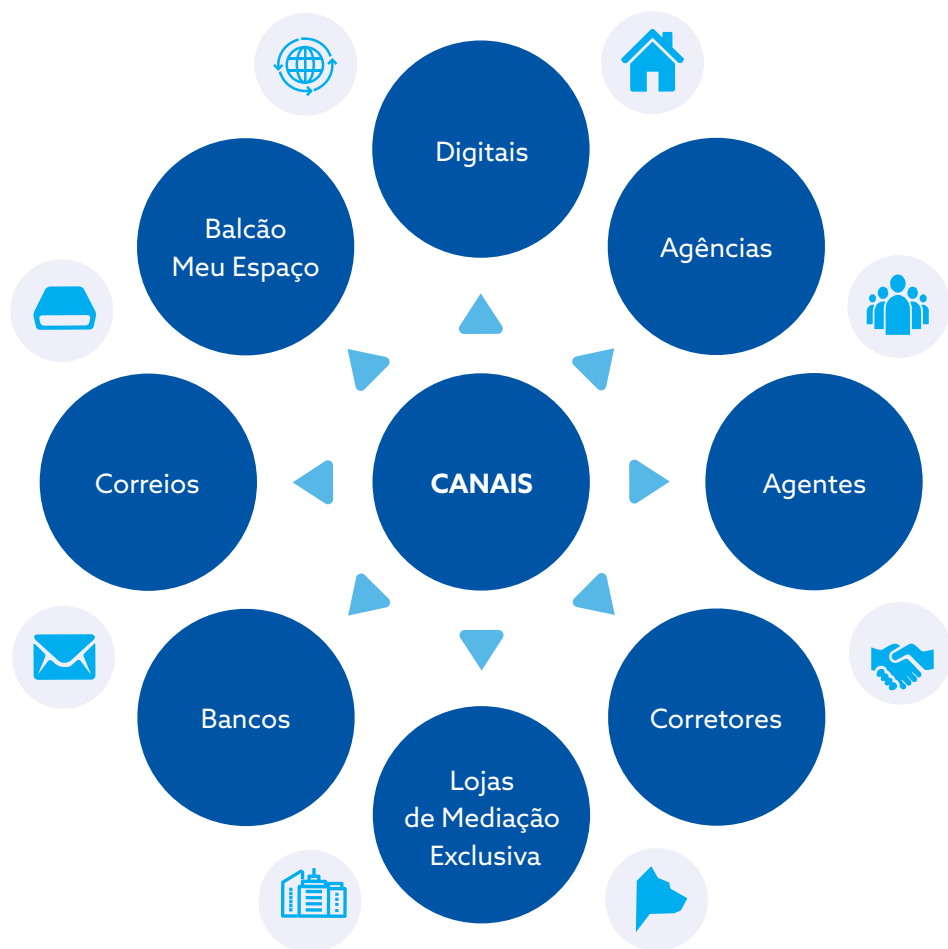 Digitais
Balcão
Meu Espaço
Agências
Correios
CANAIS
Agentes
Bancos
Corretores
Lojas
de Mediação
Exclusiva